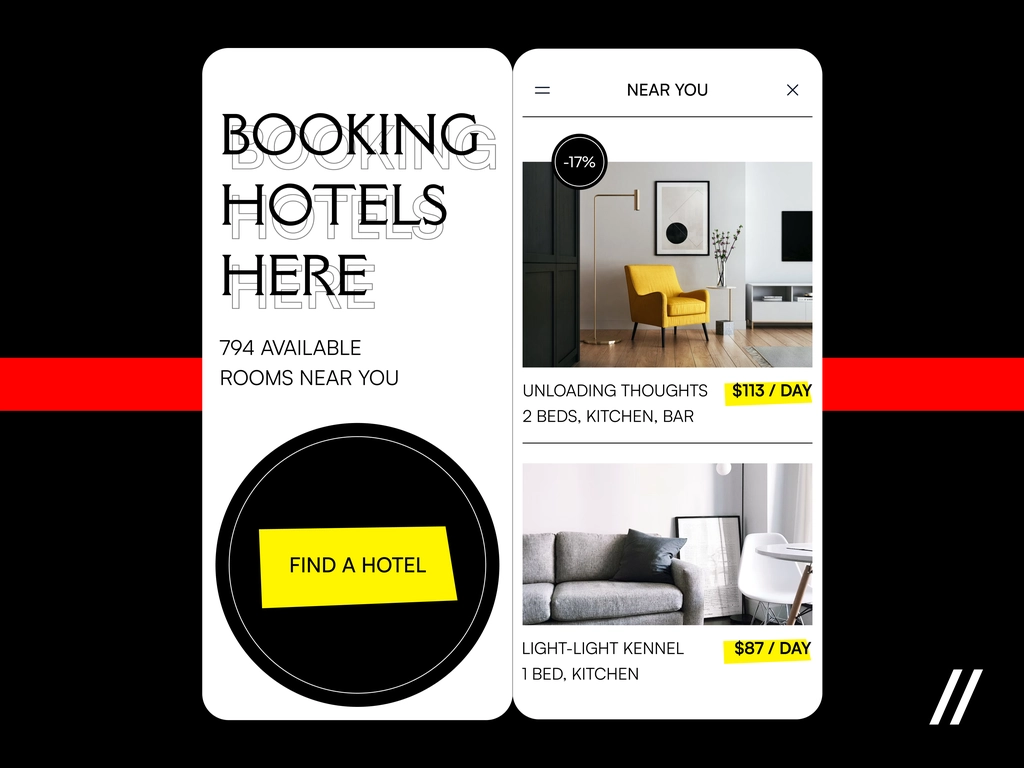 BOOKING
HOTELS
HERE
794 AVAILABLE
ROOMS NEAR YOU
FIND A HOTEL
NEAR YOU
-17%
UNLOADING THOUGHTS $113 / DAY
2 BEDS, KITCHEN, BAR
LIGHT-LIGHT KENNEL $87 / DAY
1 BED, KITCHEN